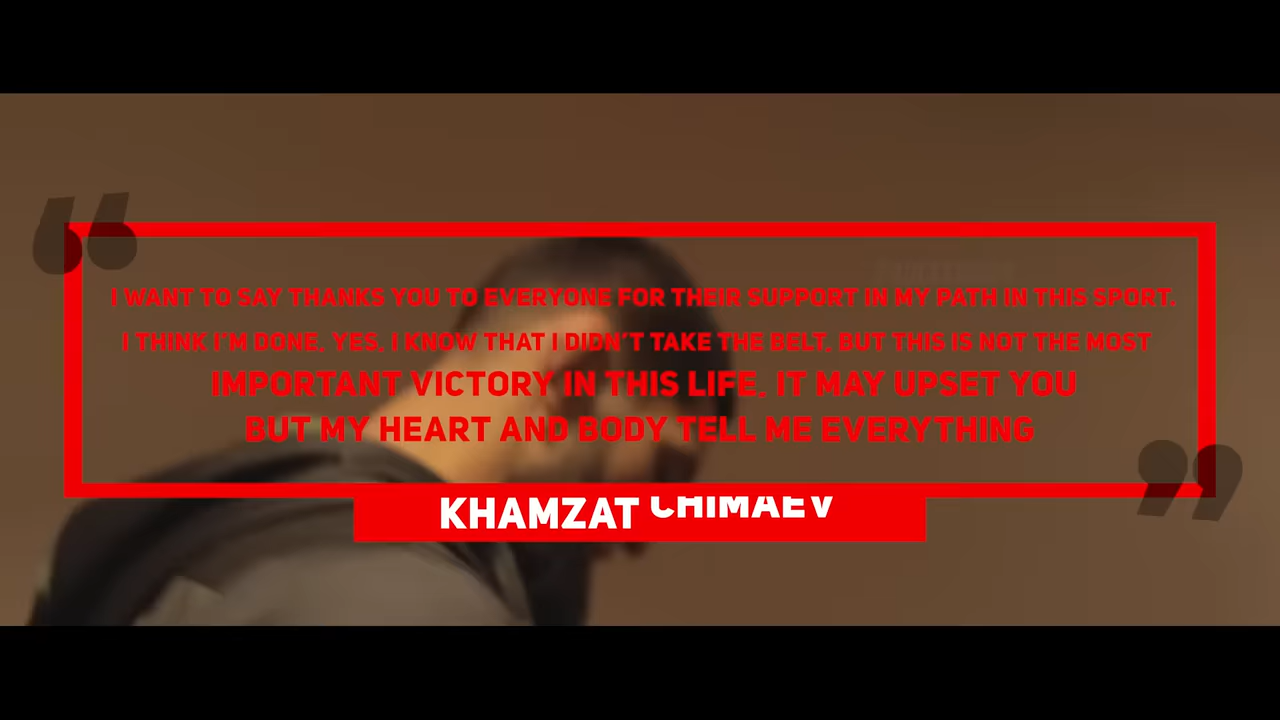 I WANT TO SAY THANKS YOU TO EVERYONE FOR THEIR SUPPORT IN MY PATH IN THIS SPORT.
I THINK I'M DONE. YES, I KNOW THAT I DIDN'T TAKE THE BELT, BUT THIS IS NOT THE MOST
IMPORTANT VICTORY IN THIS LIFE. IT MAY UPSET YOU
BUT MY HEART AND BODY TELL ME EVERYTHING
KHAMZAT CHIMAEV